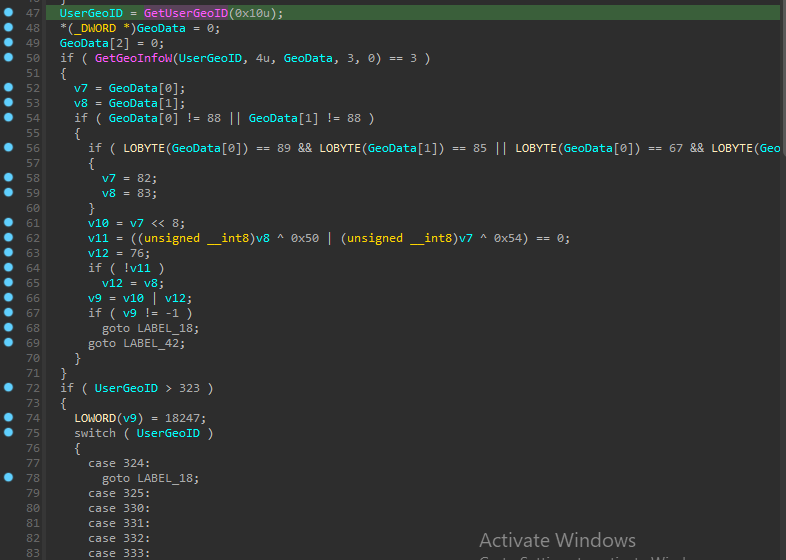 47 UserGeoID = GetUserGeoID(0x10u);
48 *(_DWORD *)GeoData = 0;
49 GeoData[2] = 0;
50 if ( GetGeoInfoW(UserGeoID, 4u, GeoData, 3, 0) == 3 )
51 {
52 v7 = GeoData[0];
53 v8 = GeoData[1];
54 if ( GeoData[0] != 88 || GeoData[1] != 88 )
55 {
56 if ( LOBYTE(GeoData[0]) == 89 && LOBYTE(GeoData[1]) == 85 || LOBYTE(GeoData[0]) == 67 && LOBYTE(Geo
57 {
58 v7 = 82;
59 v8 = 83;
60 }
61 v10 = v7 << 8;
62 v11 = ((unsigned __int8)v8 ^ 0x50 | (unsigned __int8)v7 ^ 0x54) == 0;
63 v12 = 76;
64 if ( !v11 )
65 v12 = v8;
66 v9 = v10 | v12;
67 if ( v9 != -1 )
68 goto LABEL_18;
69 goto LABEL_42;
70 }
71 }
72 if ( UserGeoID > 323 )
73 {
74 LOWORD(v9) = 18247;
75 switch ( UserGeoID )
76 {
77 case 324:
78 goto LABEL_18;
79 case 325:
80 case 330:
81 case 331:
82 case 332:
83 case 333:
Activate Windows